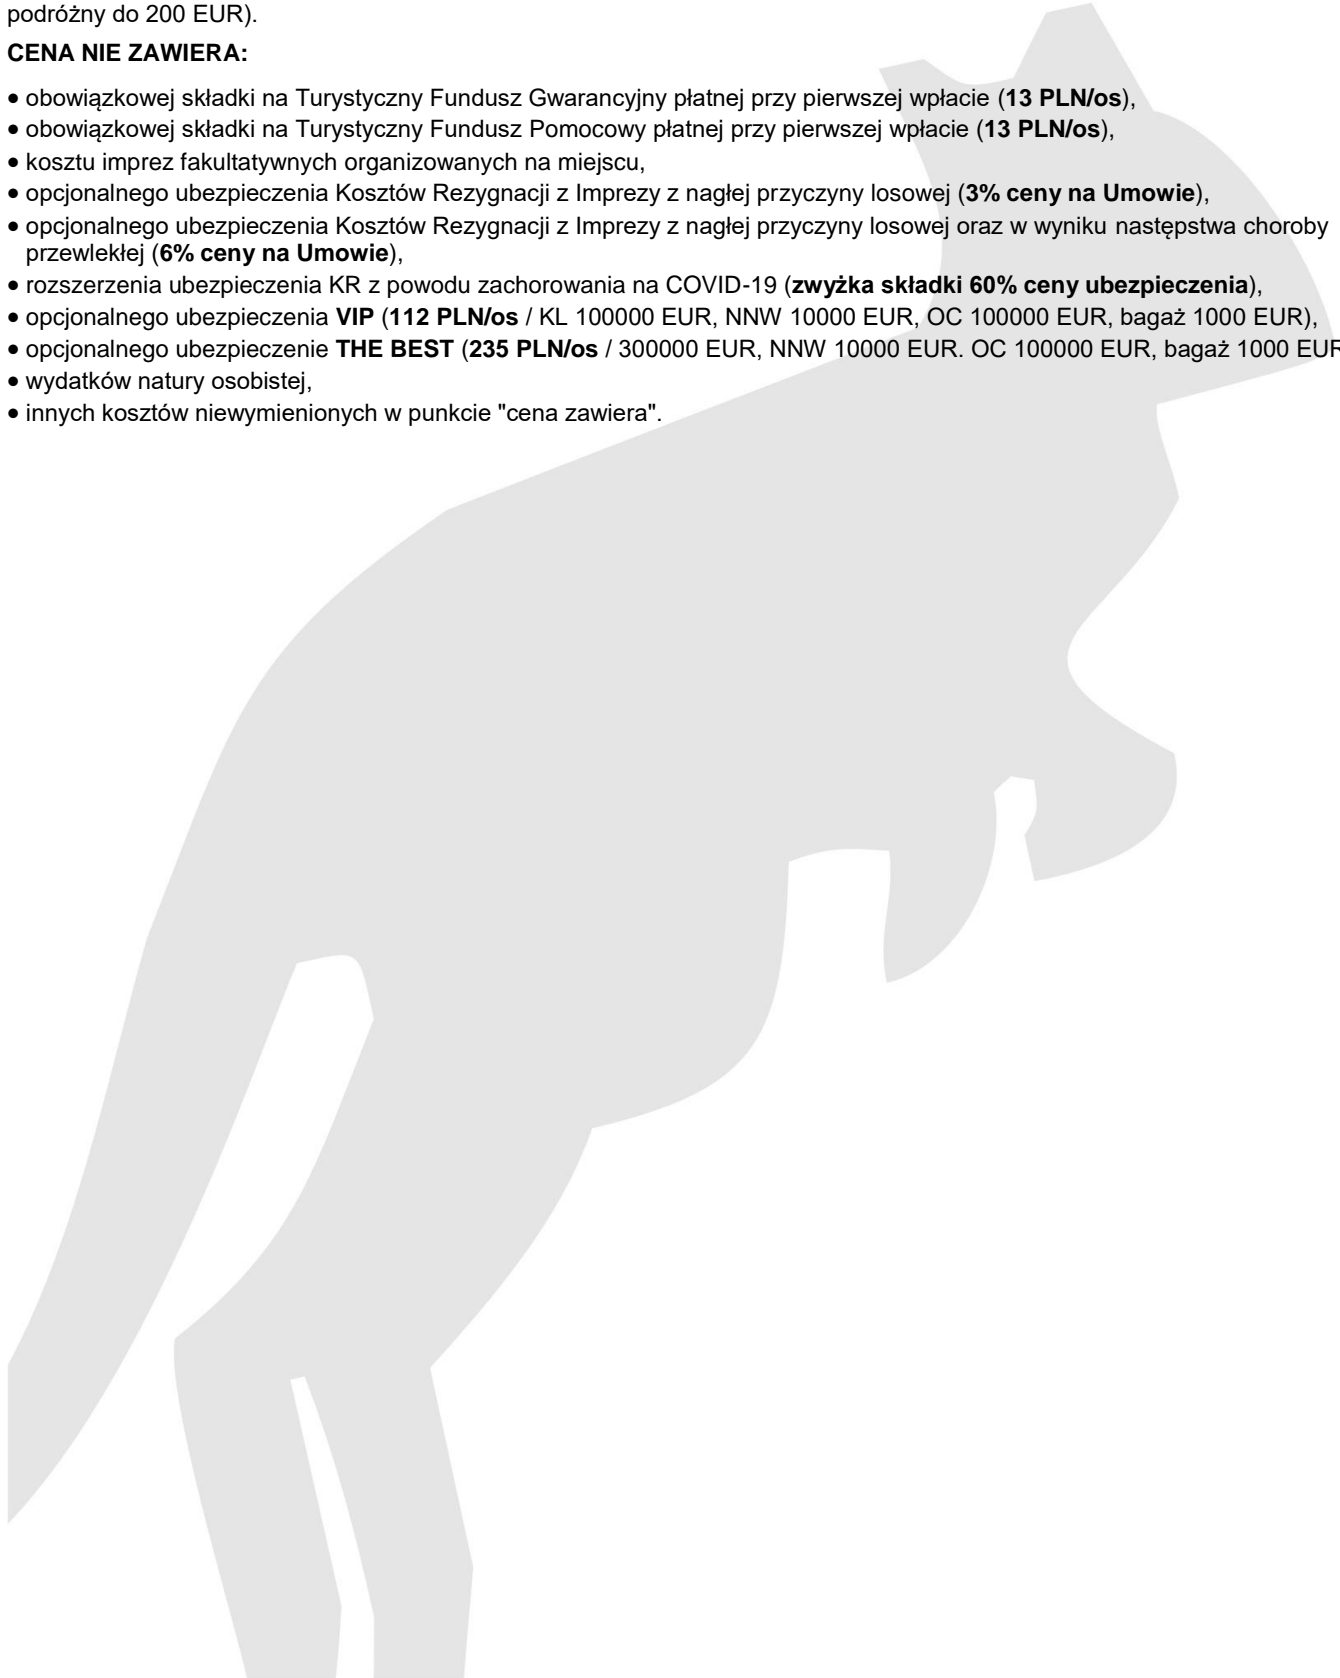 podróżny do 200 EUR).
CENA NIE ZAWIERA:
• obowiązkowej składki na Turystyczny Fundusz Gwarancyjny płatnej przy pierwszej wpłacie (13 PLN/os),
• obowiązkowej składki na Turystyczny Fundusz Pomocowy płatnej przy pierwszej wpłacie (13 PLN/os),
• kosztu imprez fakultatywnych organizowanych na miejscu,
• opcjonalnego ubezpieczenia Kosztów Rezygnacji z Imprezy z nagłej przyczyny losowej (3% ceny na Umowie),
• opcjonalnego ubezpieczenia Kosztów Rezygnacji z Imprezy z nagłej przyczyny losowej oraz w wyniku następstwa choroby
przewlekłej (6% ceny na Umowie),
• rozszerzenia ubezpieczenia KR z powodu zachorowania na COVID-19 (zwyżka składki 60% ceny ubezpieczenia),
• opcjonalnego ubezpieczenia VIP (112 PLN/os / KL 100000 EUR, NNW 10000 EUR, OC 100000 EUR, bagaż 1000 EUR),
• opcjonalnego ubezpieczenie THE BEST (235 PLN/os / 300000 EUR, NNW 10000 EUR. OC 100000 EUR, bagaż 1000 EUR
• wydatków natury osobistej,
• innych kosztów niewymienionych w punkcie "cena zawiera".